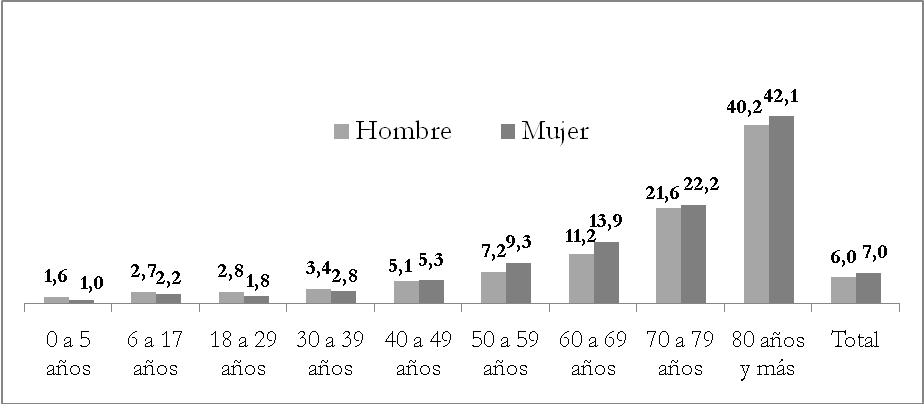 40,2 42,1
Hombre Mujer
21,6 22,2
11,2 13,9
7,2 9,3
1,6 1,0 2,7 2,2 2,8 1,8 3,4 2,8 5,1 5,3 6,0 7,0
0 a 5 6 a 17 18 a 29 30 a 39 40 a 49 50 a 59 60 a 69 70 a 79 80 años Total
años años años años años años años años y más